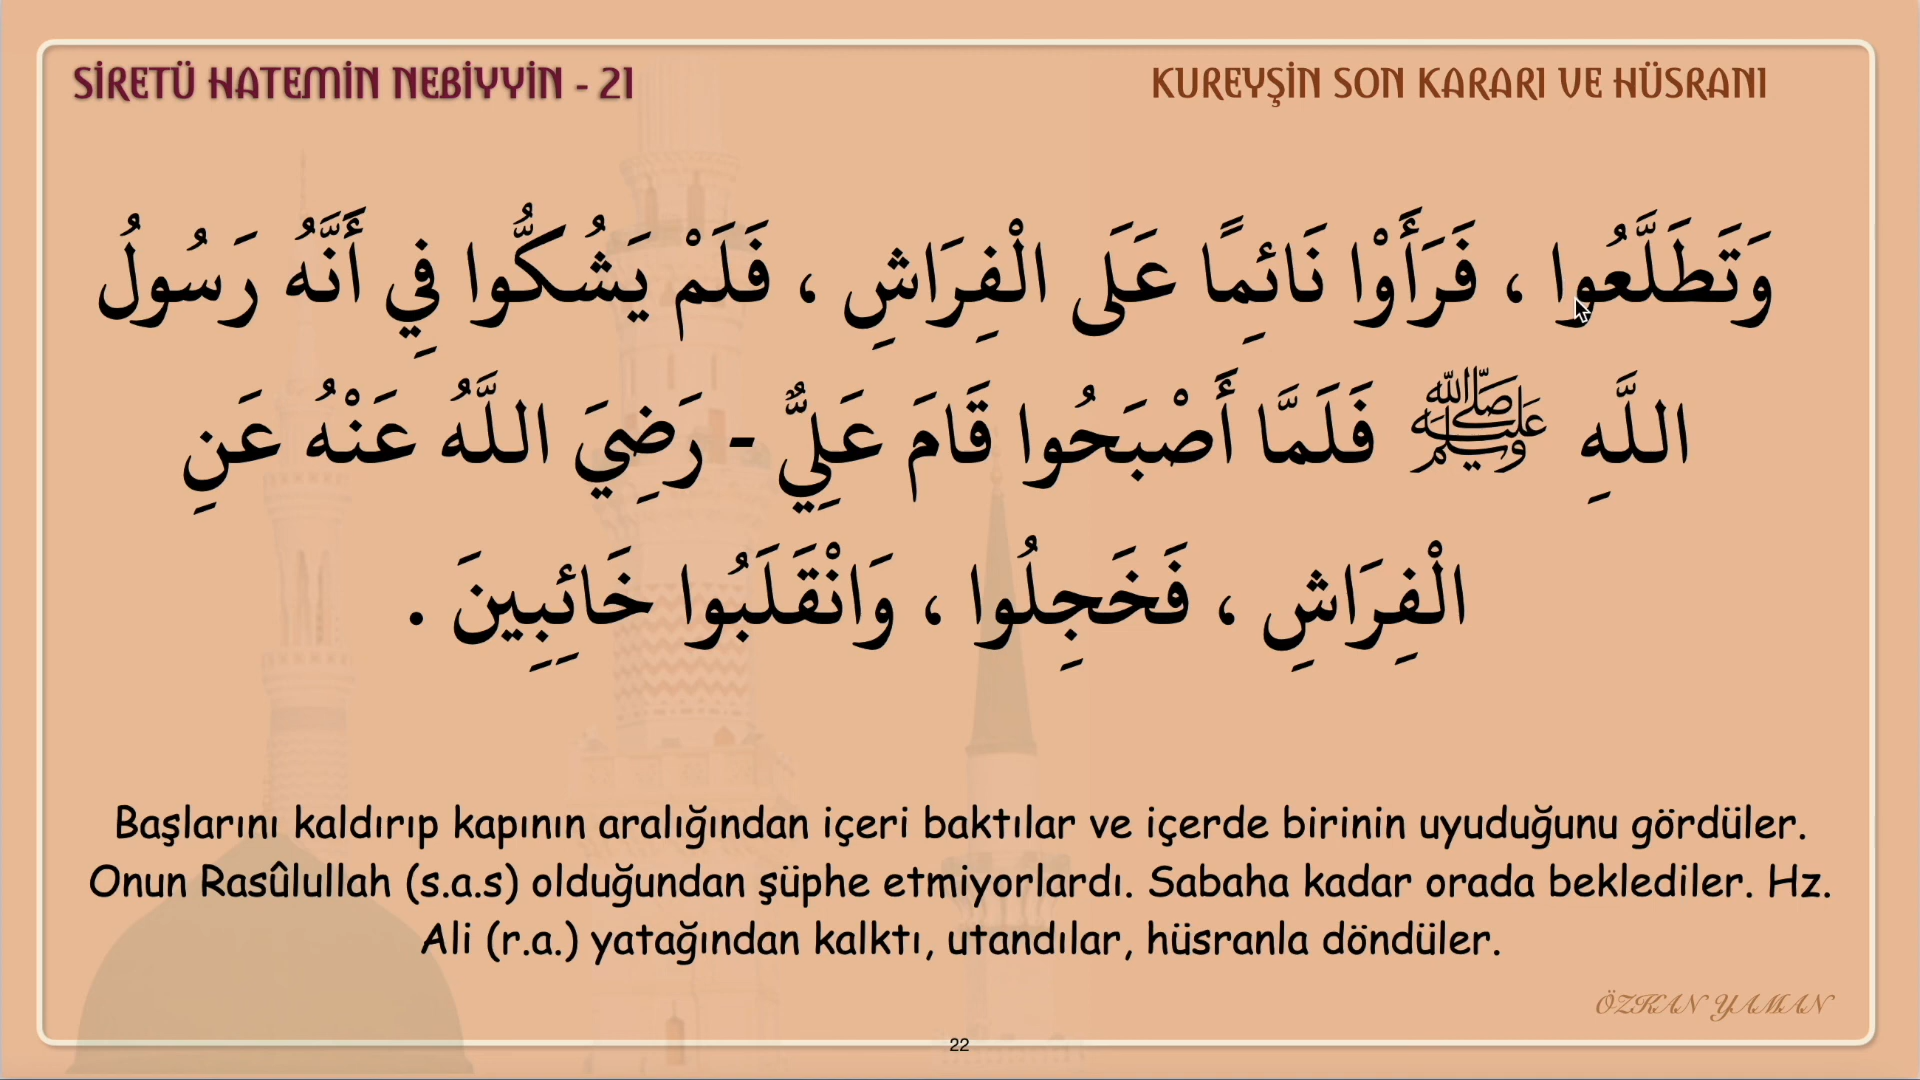 SİRETÜ HATEMİN NEBİYYİN - 21
KUREYŞİN SON KARARI VE HÜSRANI
وَتَطَلَّعُوا ، فَرَأَوْا نَائمًا عَلَى الْفِرَاشِ ، فَلَمْ يَشُكُّوا فِي أَنَّهُ رَسُولُ
اللَّهِ ﷺ فَلَمَّا أَصْبَحُوا قَامَ عَلِيٌّ - رَضِيَ اللَّهُ عَنْهُ عَنِ
الْفِرَاشِ ، فَخَجِلُوا ، وَانْقَلَبُوا خَائِبِينَ .
Başlarını kaldırıp kapının aralığından içeri baktılar ve içerde birinin uyuduğunu gördüler.
Onun Rasûlullah (s.a.s) olduğundan şüphe etmiyorlardı. Sabaha kadar orada beklediler. Hz.
Ali (r.a.) yatağından kalktı, utandılar, hüsranla döndüler.
ÖZKAN YAMAN
22